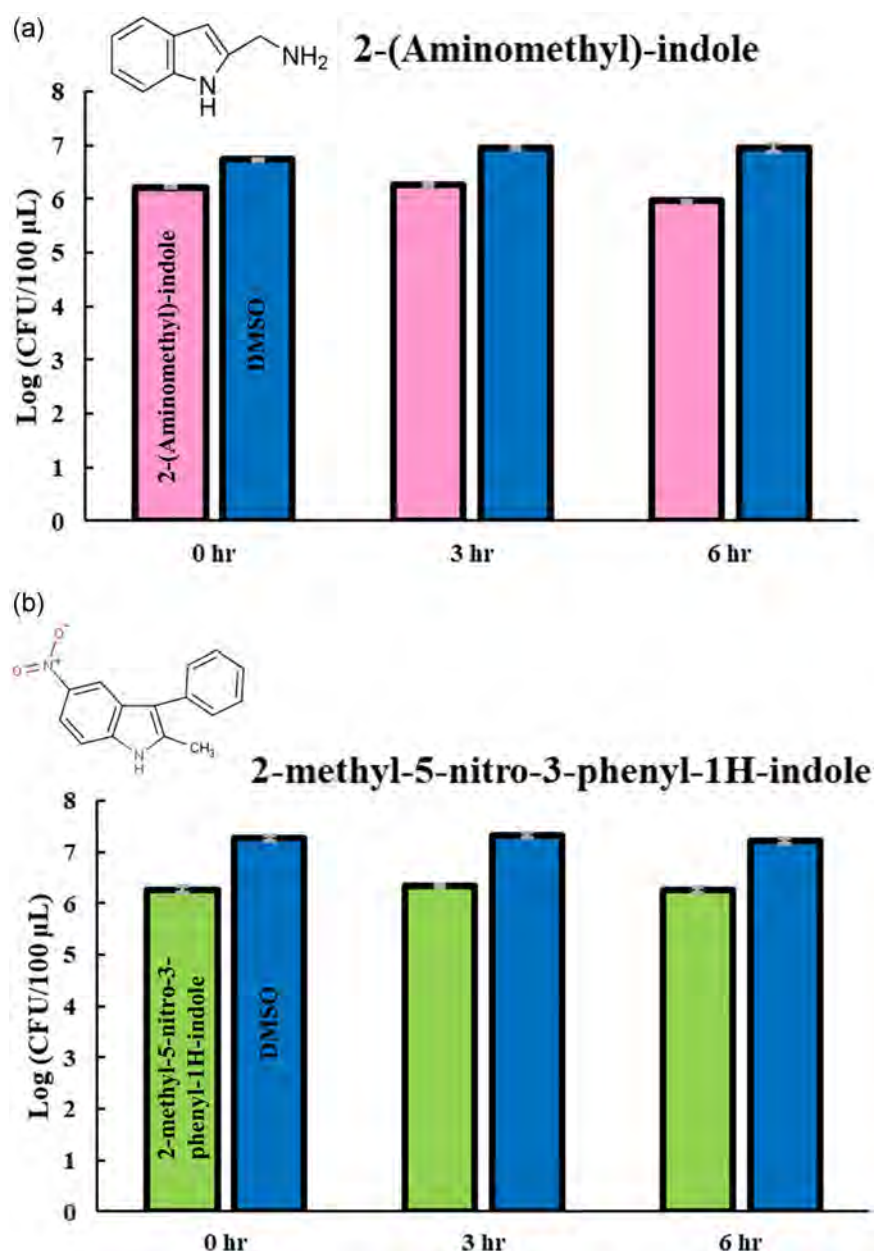 (a)
NH₂
N
H
2-(Aminomethyl)-indole
8
7
6
5
4
3
2
1
0
Log (CFU/100 µL)
2-(Aminomethyl)-indole
DMSO
0 hr
3 hr
6 hr
(b)
O⁻
O
N⁺
N
H
CH₃
2-methyl-5-nitro-3-phenyl-1H-indole
8
7
6
5
4
3
2
1
0
Log (CFU/100 µL)
2-methyl-5-nitro-3-
phenyl-1H-indole
DMSO
0 hr
3 hr
6 hr